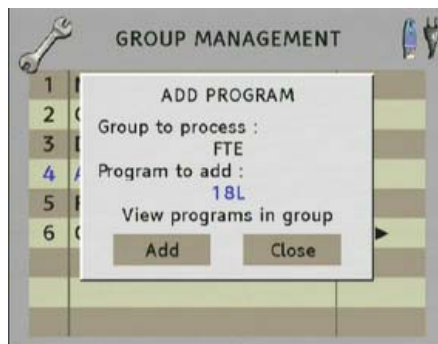 GROUP MANAGEMENT
1
2
3
4
5
6
ADD PROGRAM
Group to process :
FTE
Program to add :
18L
View programs in group
Add Close